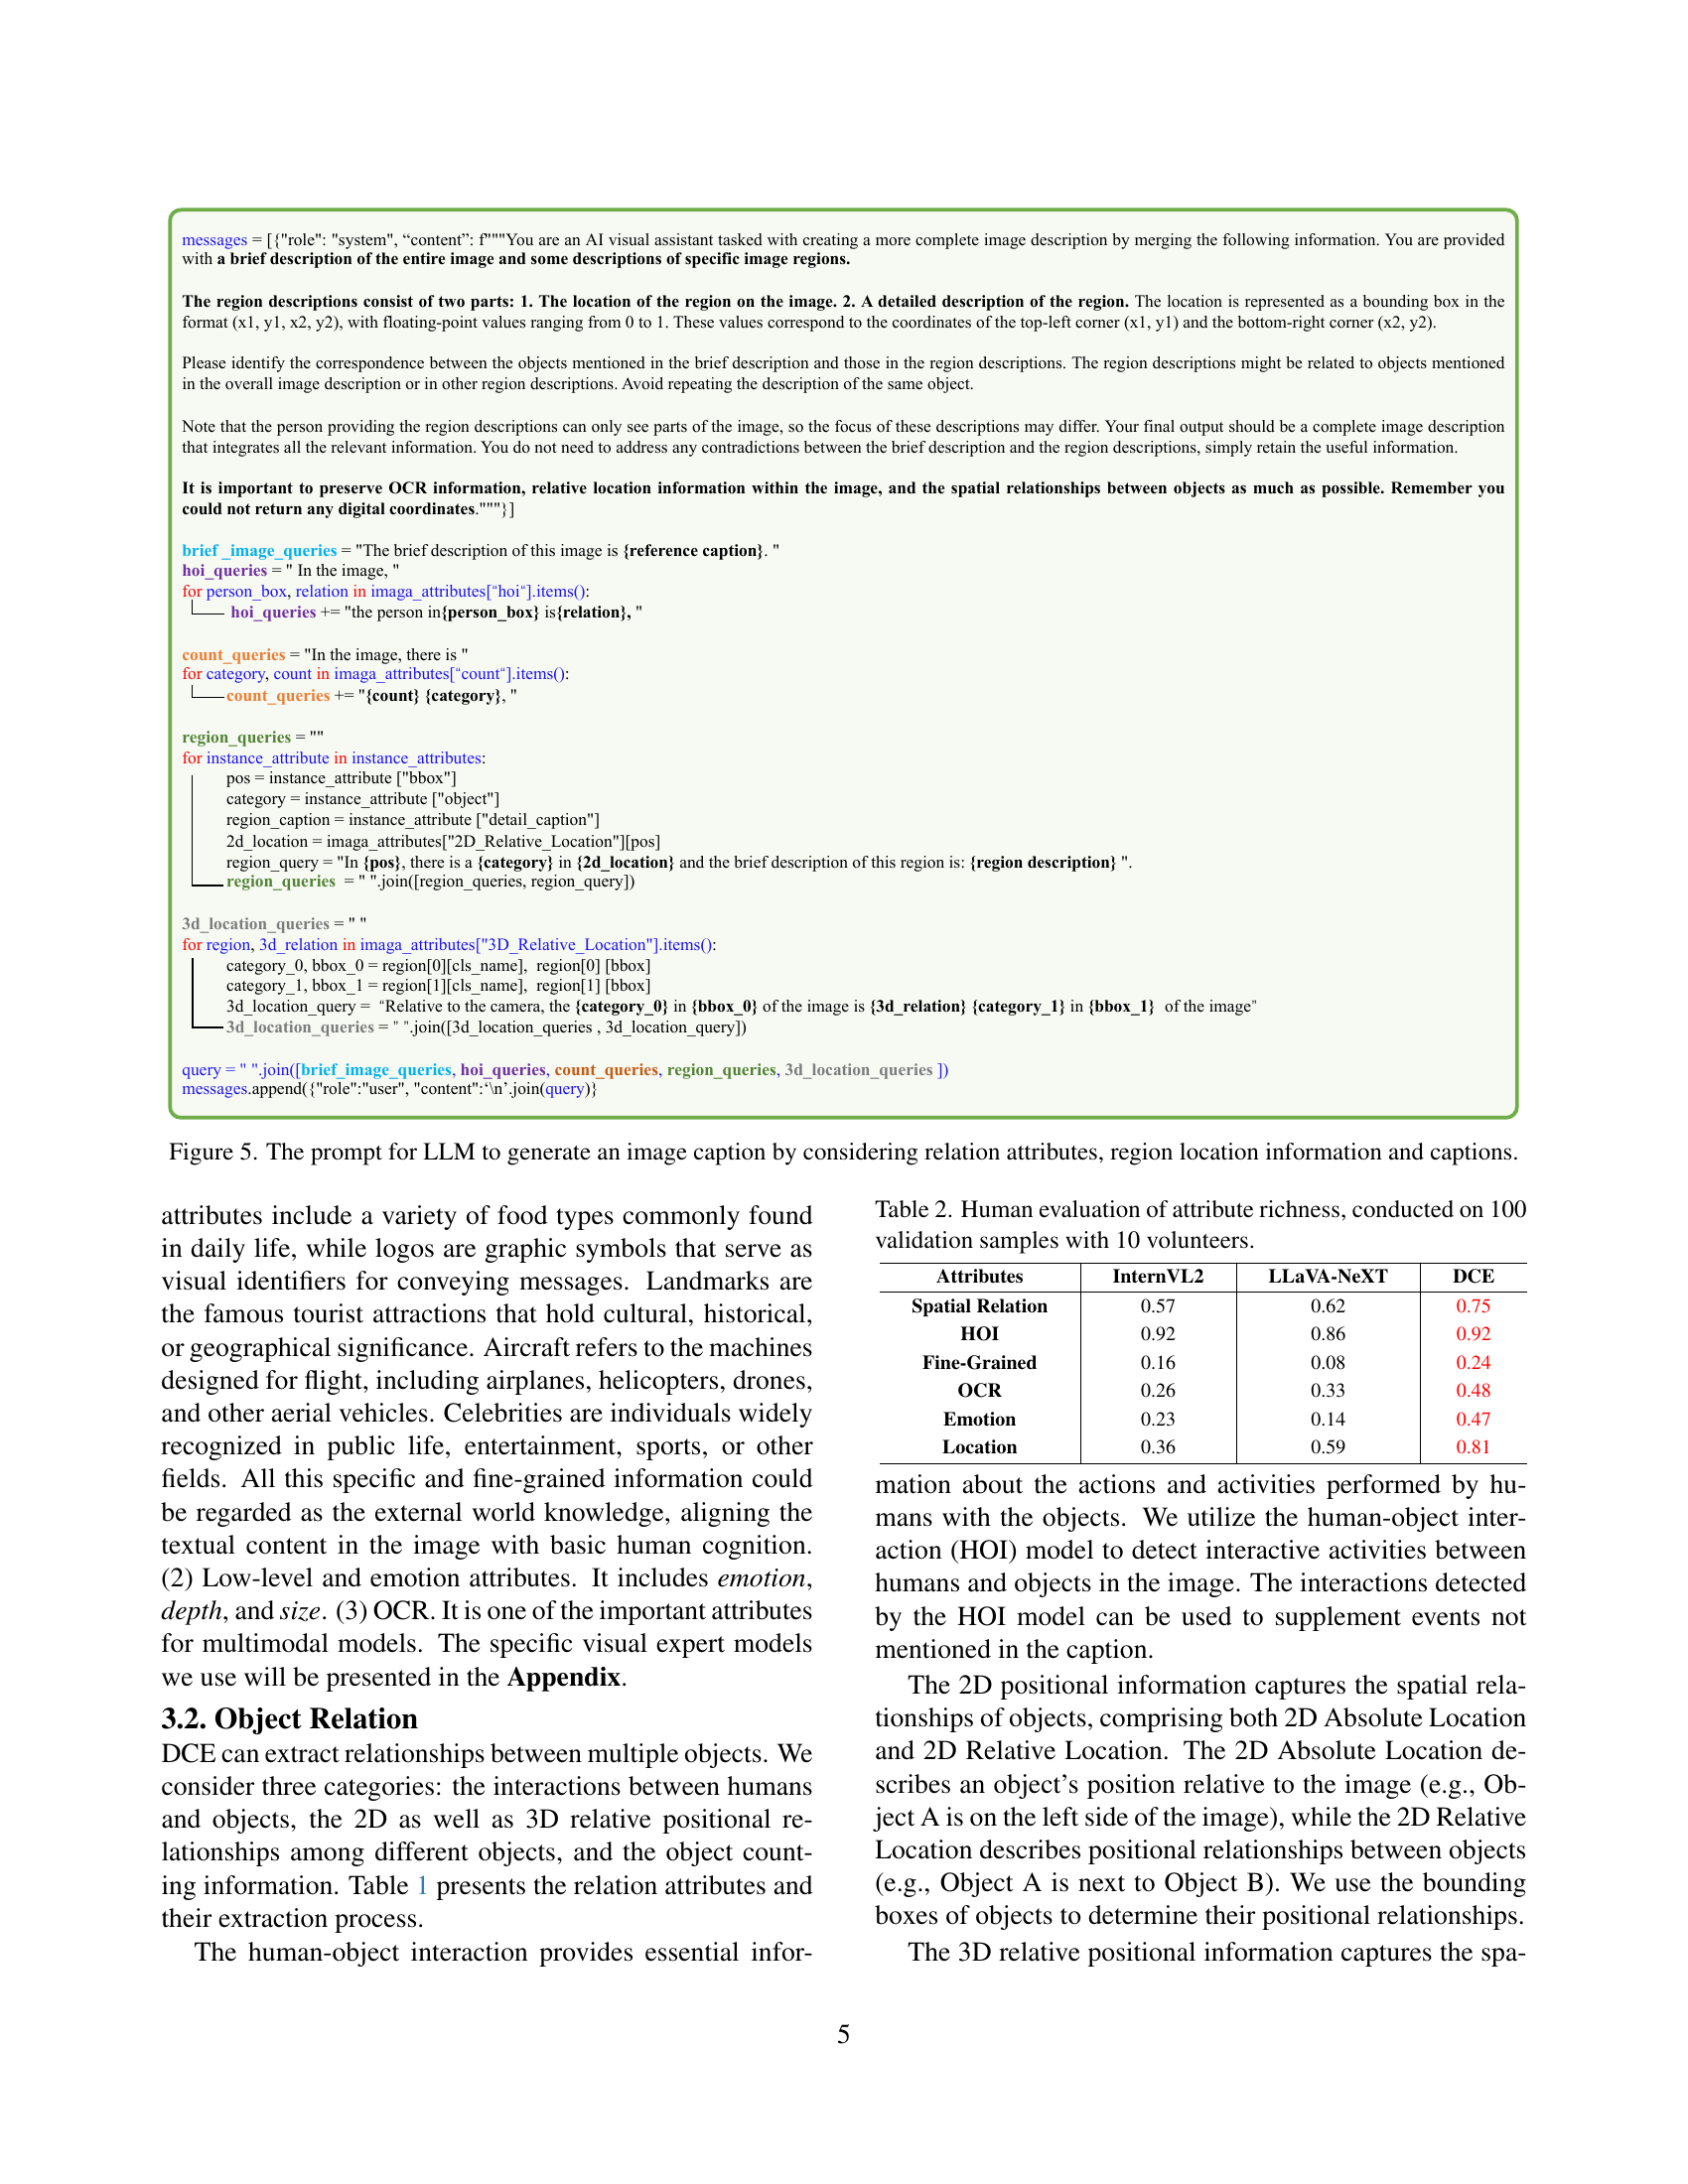 messages = [{"role": "system", “content”: f"""You are an AI visual assistant tasked with creating a more complete image description by merging the following information. You are provided
with a brief description of the entire image and some descriptions of specific image regions.
The region descriptions consist of two parts: 1. The location of the region on the image. 2. A detailed description of the region. The location is represented as a bounding box in the
format (x1, y1, x2, y2), with floating-point values ranging from 0 to 1. These values correspond to the coordinates of the top-left corner (x1, y1) and the bottom-right corner (x2, y2).
Please identify the correspondence between the objects mentioned in the brief description and those in the region descriptions. The region descriptions might be related to objects mentioned
in the overall image description or in other region descriptions. Avoid repeating the description of the same object.
Note that the person providing the region descriptions can only see parts of the image, so the focus of these descriptions may differ. Your final output should be a complete image description
that integrates all the relevant information. You do not need to address any contradictions between the brief description and the region descriptions, simply retain the useful information.
It is important to preserve OCR information, relative location information within the image, and the spatial relationships between objects as much as possible. Remember you
could not return any digital coordinates."""}]
brief _image_queries = "The brief description of this image is {reference caption}. "
hoi_queries = " In the image, "
for person_box, relation in imaga_attributes[“hoi“].items():
hoi_queries += "the person in{person_box} is{relation}, "
count_queries = "In the image, there is "
for category, count in imaga_attributes[“count“].items():
count_queries += "{count} {category}, "
region_queries = ""
for instance_attribute in instance_attributes:
pos = instance_attribute ["bbox"]
category = instance_attribute ["object"]
region_caption = instance_attribute ["detail_caption"]
2d_location = imaga_attributes["2D_Relative_Location"][pos]
region_query = "In {pos}, there is a {category} in {2d_location} and the brief description of this region is: {region description} ".
region_queries = " ".join([region_queries, region_query])
3d_location_queries = " "
for region, 3d_relation in imaga_attributes["3D_Relative_Location"].items():
category_0, bbox_0 = region[0][cls_name], region[0] [bbox]
category_1, bbox_1 = region[1][cls_name], region[1] [bbox]
3d_location_query = “Relative to the camera, the {category_0} in {bbox_0} of the image is {3d_relation} {category_1} in {bbox_1} of the image”
3d_location_queries = " ".join([3d_location_queries , 3d_location_query])
query = " ".join([brief_image_queries, hoi_queries, count_queries, region_queries, 3d_location_queries ])
messages.append({"role":"user", "content":‘\n’.join(query)}
Figure 5. The prompt for LLM to generate an image caption by considering relation attributes, region location information and captions.
attributes include a variety of food types commonly found
in daily life, while logos are graphic symbols that serve as
visual identifiers for conveying messages. Landmarks are
the famous tourist attractions that hold cultural, historical,
or geographical significance. Aircraft refers to the machines
designed for flight, including airplanes, helicopters, drones,
and other aerial vehicles. Celebrities are individuals widely
recognized in public life, entertainment, sports, or other
fields. All this specific and fine-grained information could
be regarded as the external world knowledge, aligning the
textual content in the image with basic human cognition.
(2) Low-level and emotion attributes. It includes emotion,
depth, and size. (3) OCR. It is one of the important attributes
for multimodal models. The specific visual expert models
we use will be presented in the Appendix.
3.2. Object Relation
DCE can extract relationships between multiple objects. We
consider three categories: the interactions between humans
and objects, the 2D as well as 3D relative positional re-
lationships among different objects, and the object count-
ing information. Table 1 presents the relation attributes and
their extraction process.
The human-object interaction provides essential infor-
Table 2. Human evaluation of attribute richness, conducted on 100
validation samples with 10 volunteers.
Attributes InternVL2 LLaVA-NeXT DCE
Spatial Relation 0.57 0.62 0.75
HOI 0.92 0.86 0.92
Fine-Grained 0.16 0.08 0.24
OCR 0.26 0.33 0.48
Emotion 0.23 0.14 0.47
Location 0.36 0.59 0.81
mation about the actions and activities performed by hu-
mans with the objects. We utilize the human-object inter-
action (HOI) model to detect interactive activities between
humans and objects in the image. The interactions detected
by the HOI model can be used to supplement events not
mentioned in the caption.
The 2D positional information captures the spatial rela-
tionships of objects, comprising both 2D Absolute Location
and 2D Relative Location. The 2D Absolute Location de-
scribes an object’s position relative to the image (e.g., Ob-
ject A is on the left side of the image), while the 2D Relative
Location describes positional relationships between objects
(e.g., Object A is next to Object B). We use the bounding
boxes of objects to determine their positional relationships.
The 3D relative positional information captures the spa-
5